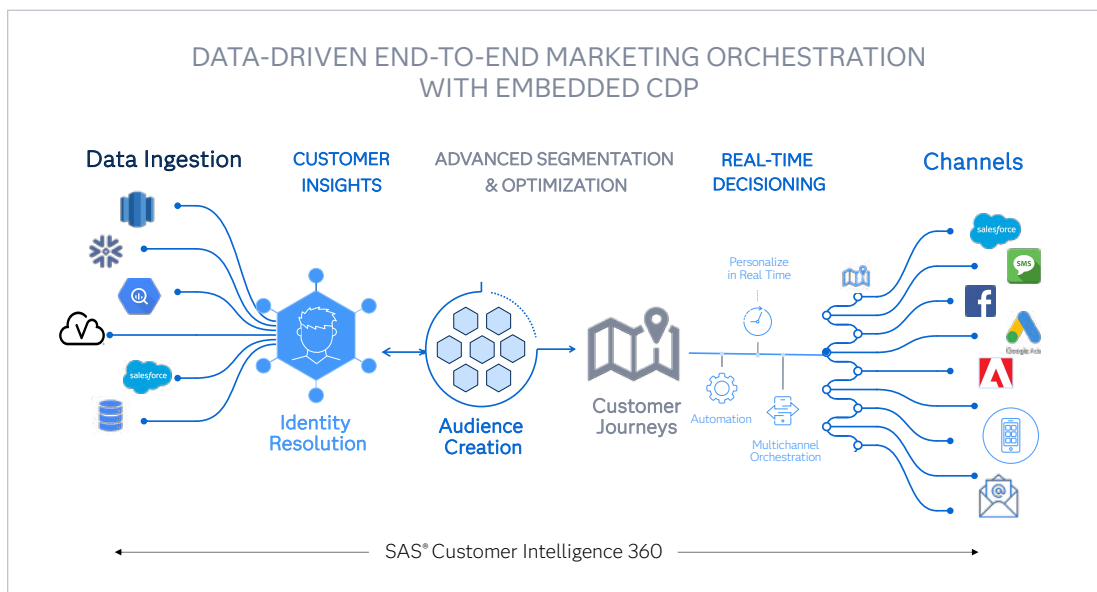 DATA-DRIVEN END-TO-END MARKETING ORCHESTRATION
WITH EMBEDDED CDP
Data Ingestion
CUSTOMER
INSIGHTS
ADVANCED SEGMENTATION
& OPTIMIZATION
REAL-TIME
DECISIONING
Channels
salesforce
SMS
Personalize
in Real Time
f
Google Ads
V
salesforce
Identity
Resolution
Audience
Creation
Customer
Journeys
Automation
Multichannel
Orchestration
@
SAS® Customer Intelligence 360